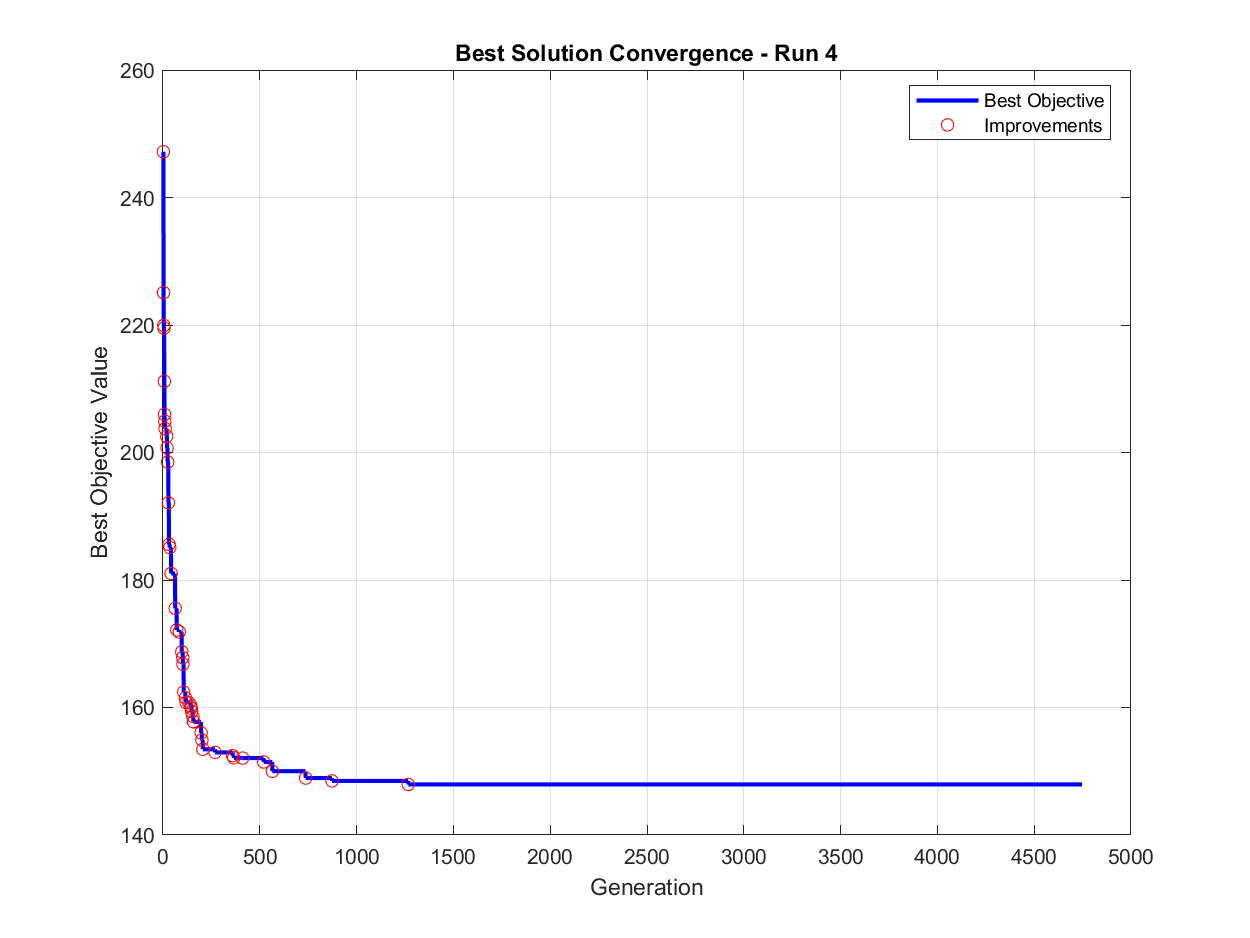 Best Solution Convergence - Run 4
Best Objective
Improvements
Best Objective Value
260
240
220
200
180
160
140
0 500 1000 1500 2000 2500 3000 3500 4000 4500 5000
Generation